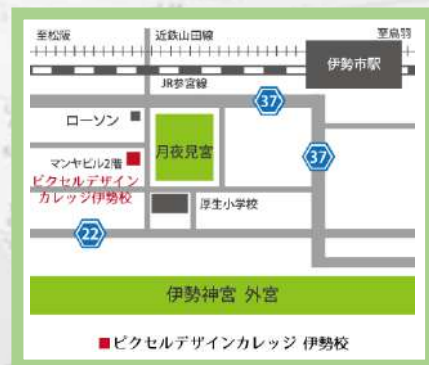 至松阪
近鉄山田線
至鳥羽
伊勢市駅
JR参宮線
37
ローソン
月夜見宮
37
マンヤビル2階
ピクセルデザイン
カレッジ伊勢校
厚生小学校
22
伊勢神宮 外宮
■ピクセルデザインカレッジ 伊勢校